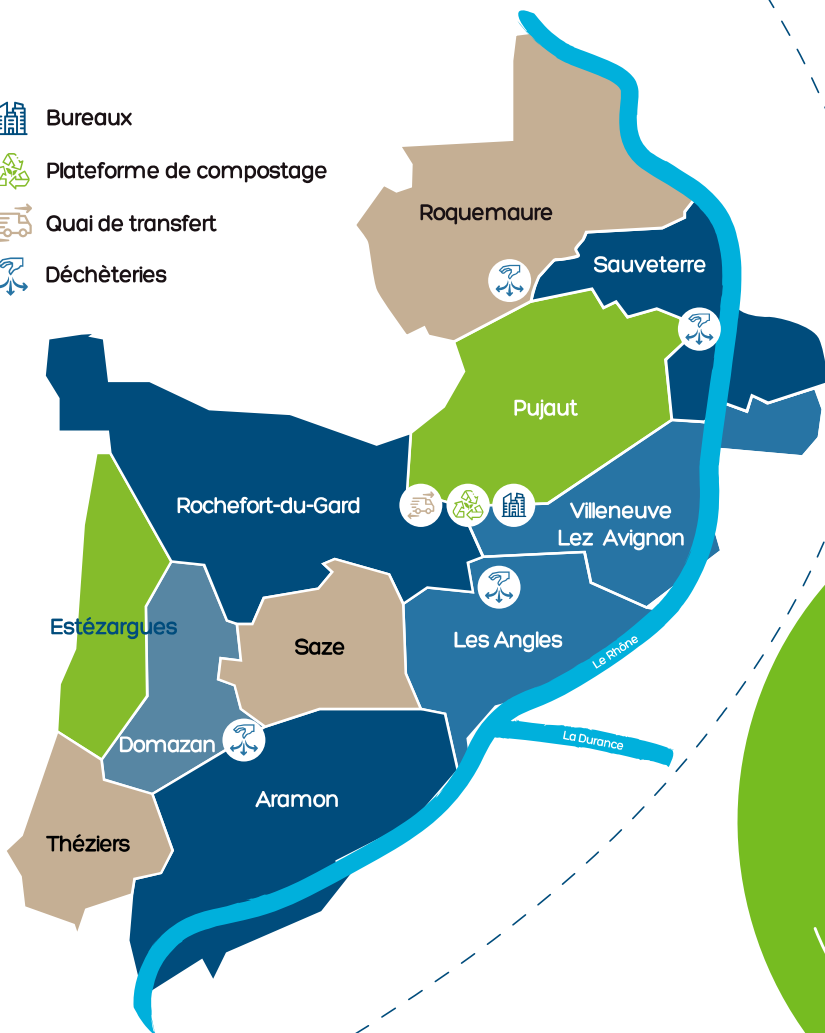 Bureaux
Plateforme de compostage
Quai de transfert
Déchèteries
Roquemaure
Sauveterre
Pujaut
Rochefort-du-Gard
Villeneuve
Lez Avignon
Estézargues
Saze
Les Angles
Le Rhône
La Durance
Domazan
Aramon
Théziers